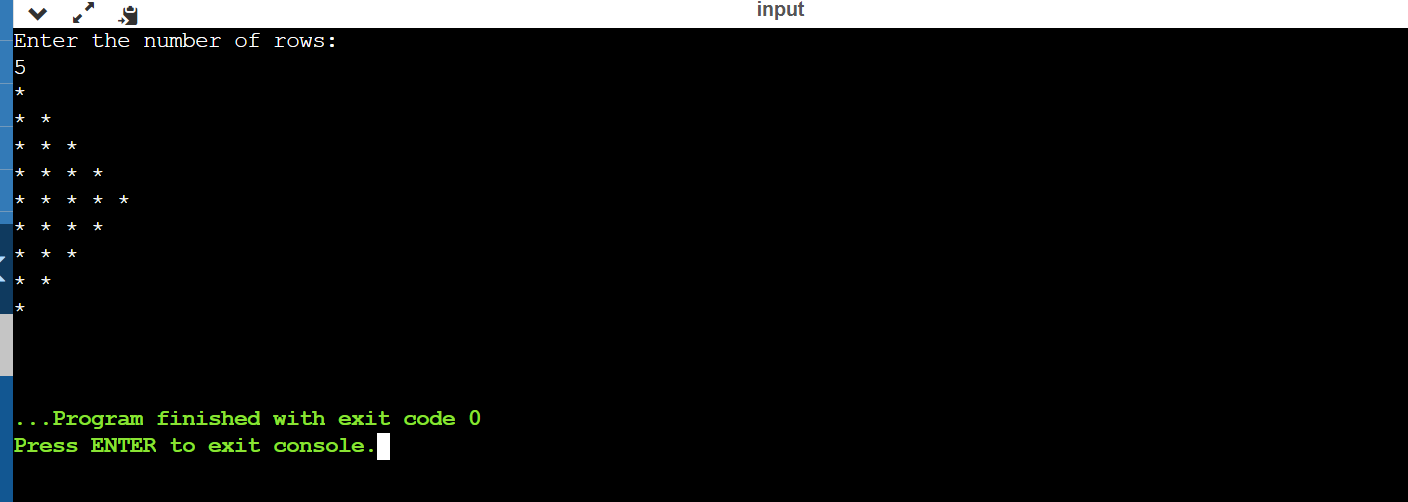 input
Enter the number of rows:
5
*
* *
* * *
* * * *
* * * * *
* * * *
* * *
* *
*
...Program finished with exit code 0
Press ENTER to exit console.